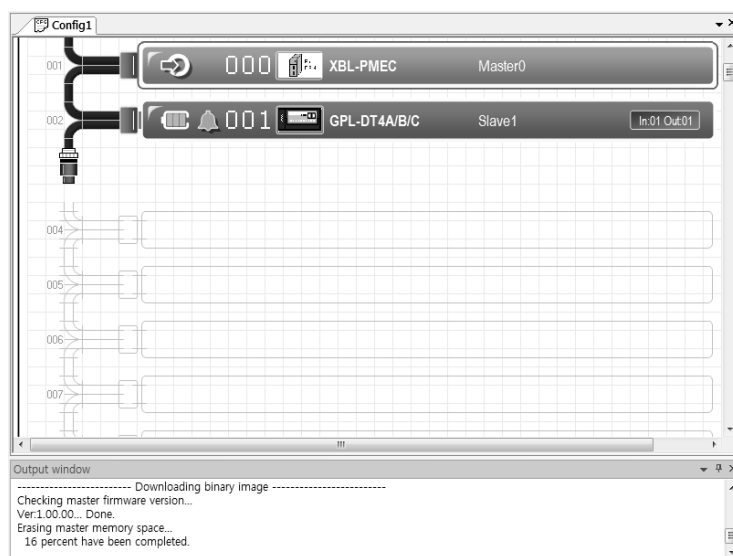 Config1
001
000
XBL-PMEC
Master0
002
001
GPL-DT4A/B/C
Slave1
In:01 Out:01
004
005
006
007
Output window
------------------------ Downloading binary image ------------------------
Checking master firmware version...
Ver:1.00.00... Done.
Erasing master memory space...
16 percent have been completed.